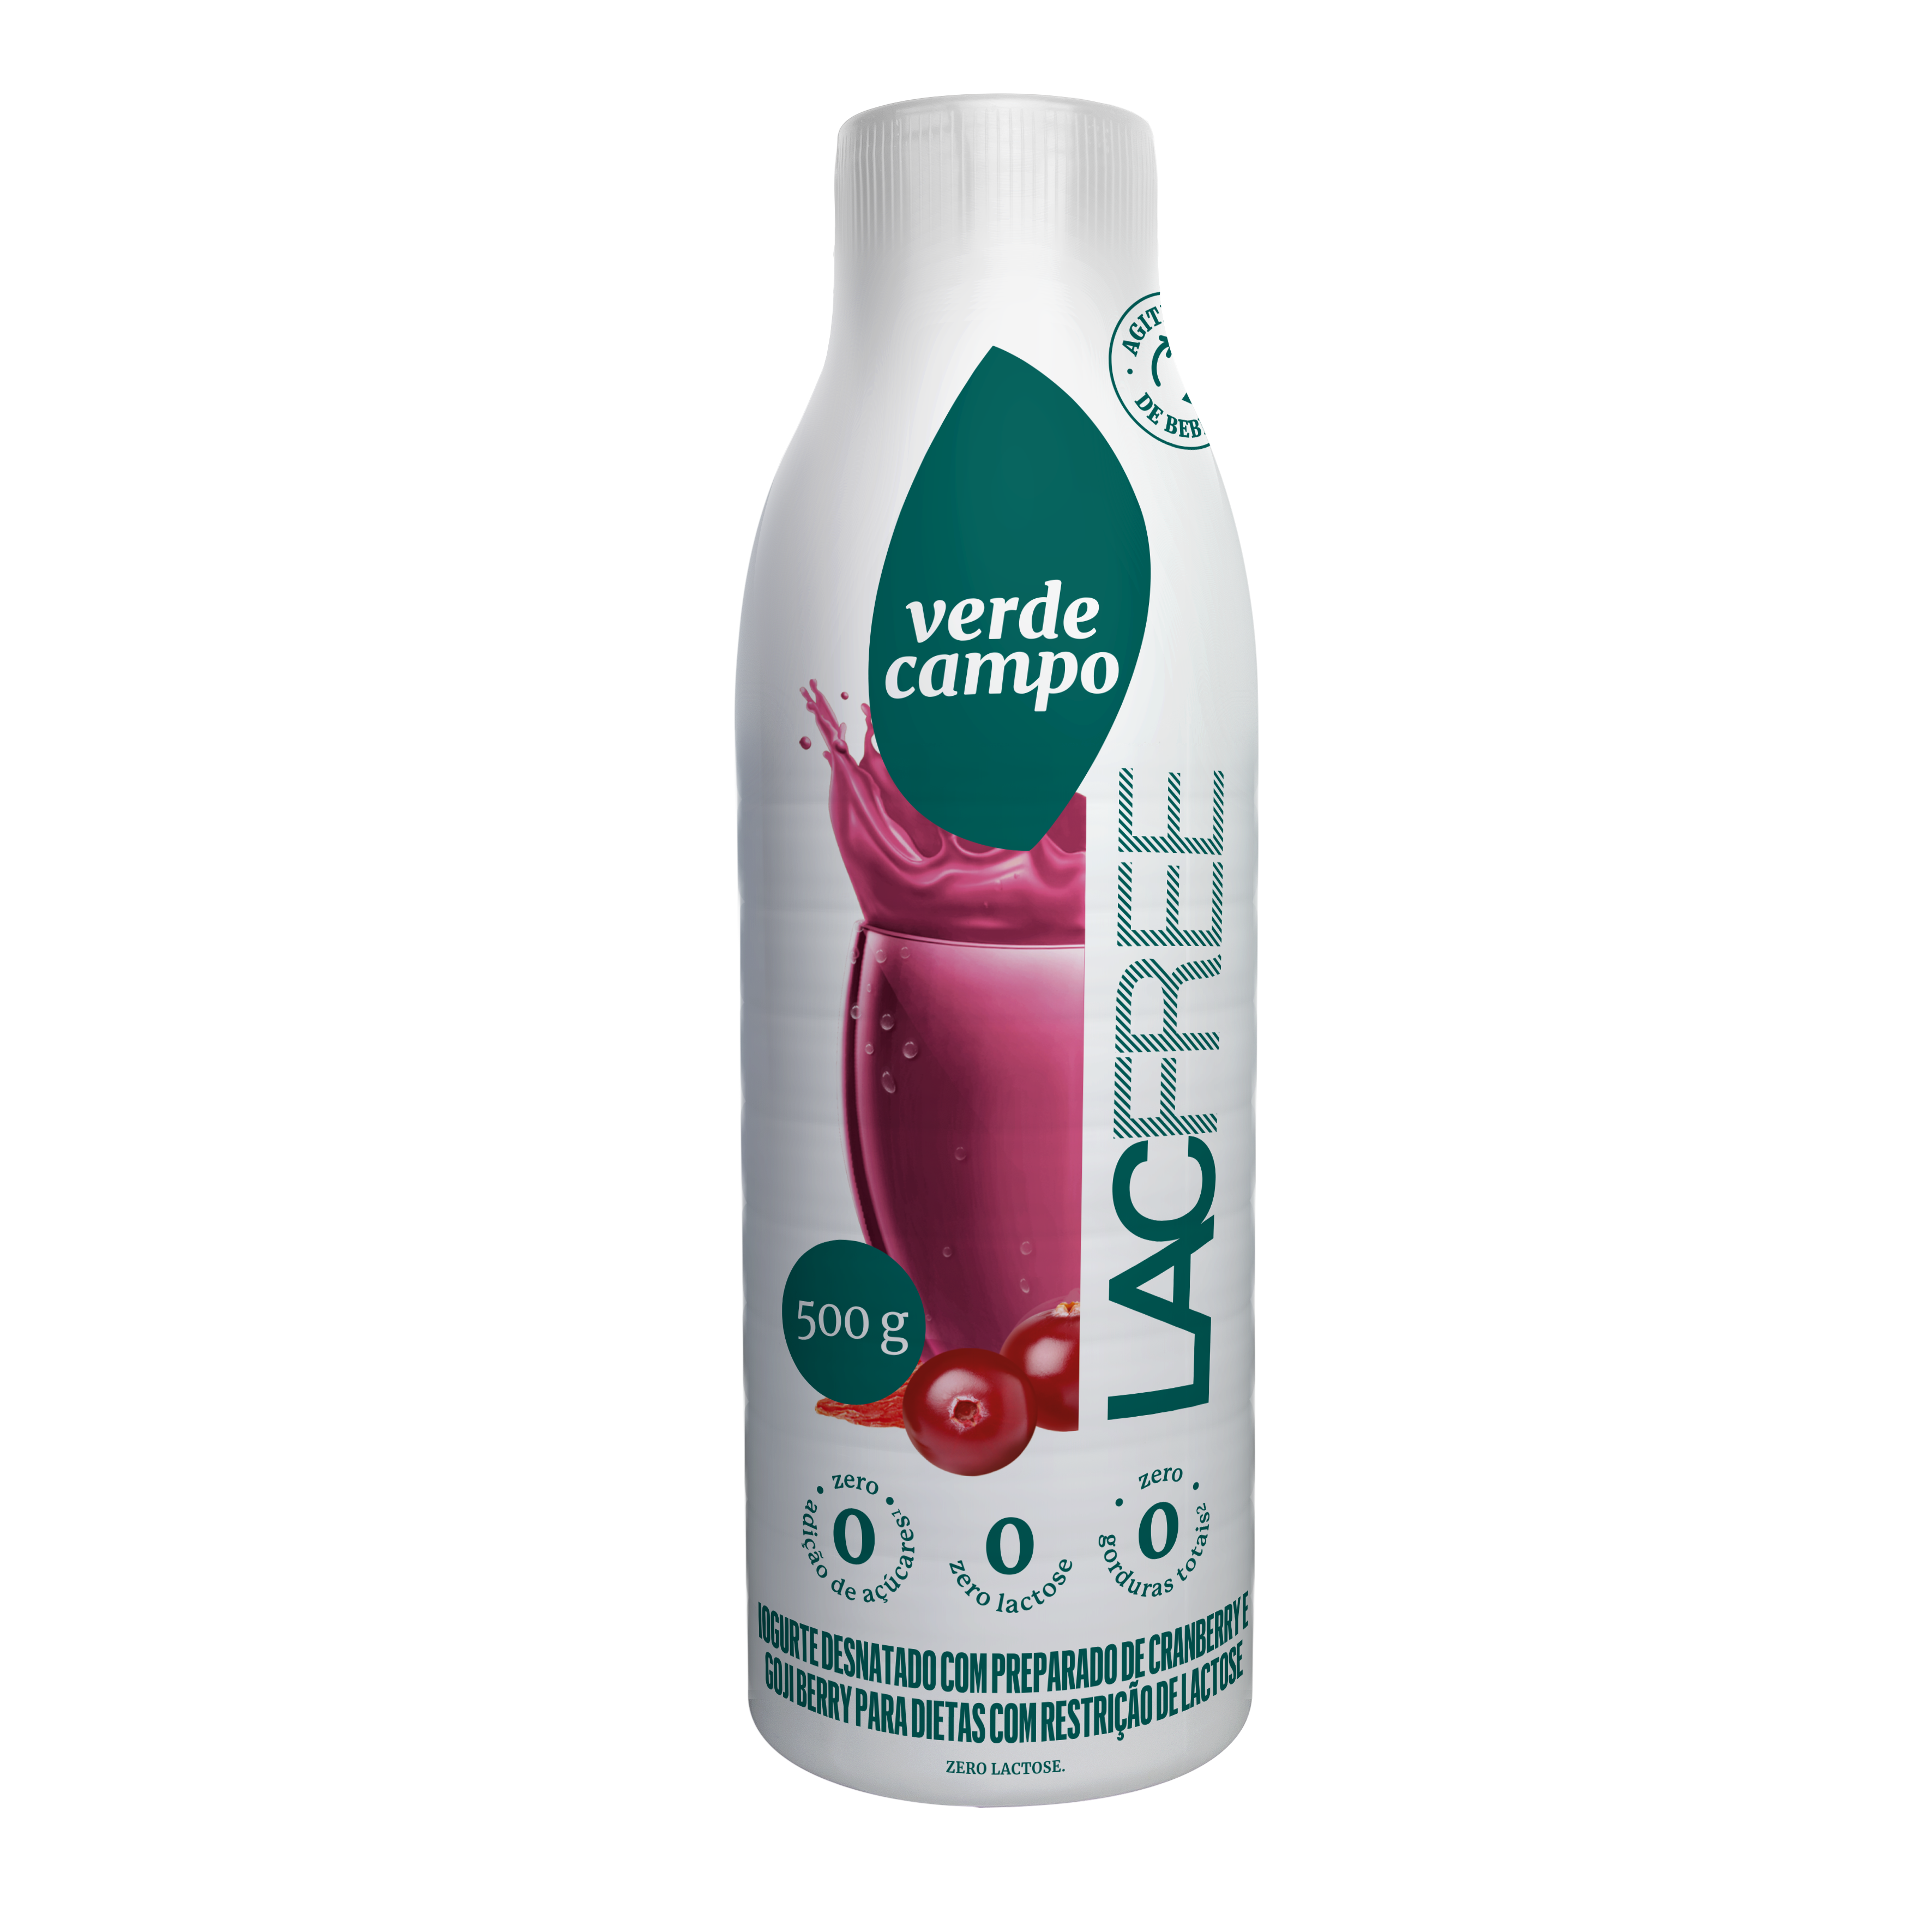 AGIT
DE BEB
verde
campo
LACFREE
500 g
zero
0
adição de açúcares¹
0
zero lactose
zero
0
gorduras totais²
IOGURTE DESNATADO COM PREPARADO DE CRANBERRY E
GOJI BERRY PARA DIETAS COM RESTRIÇÃO DE LACTOSE
ZERO LACTOSE.